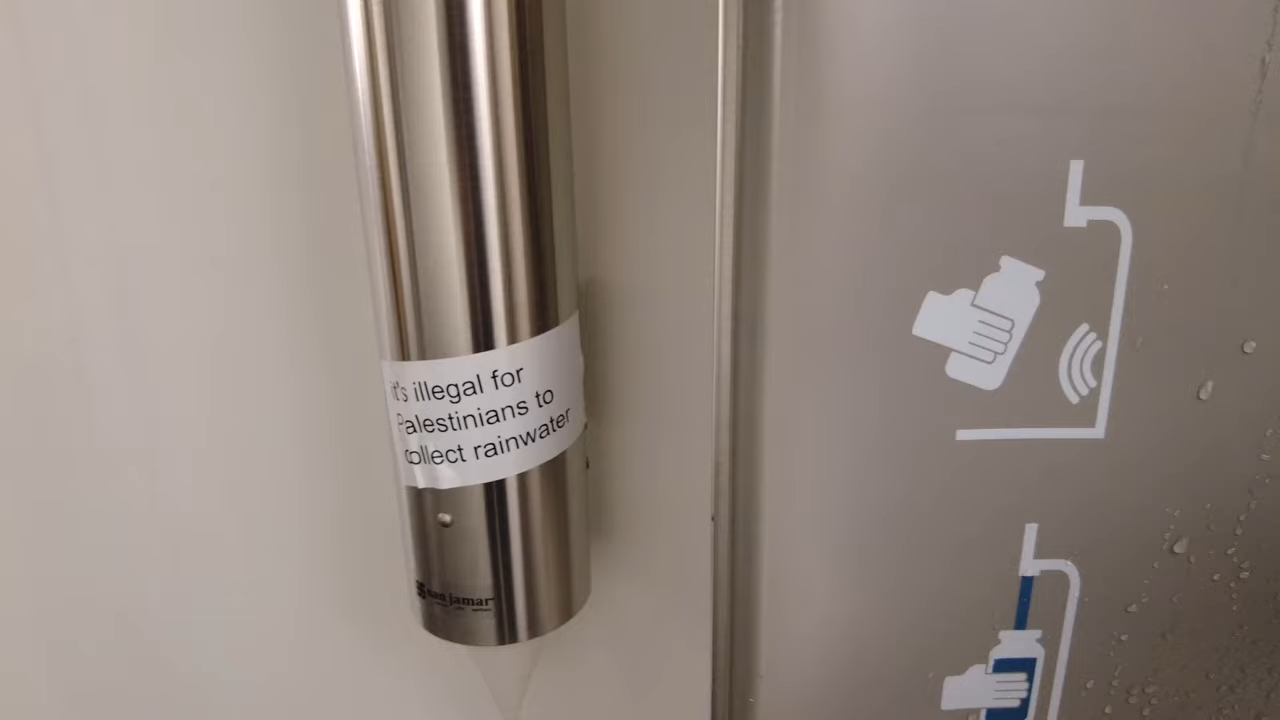 it's illegal for
Palestinians to
collect rainwater
san jamar